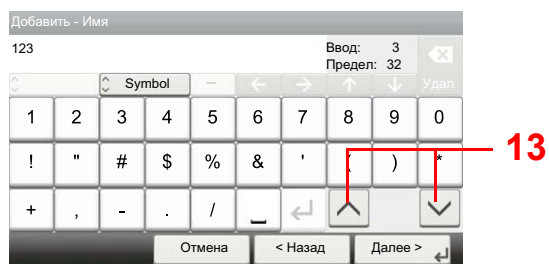 Добавить - Имя
123 Ввод: 3
Предел: 32
Symbol Удал
1 2 3 4 5 6 7 8 9 0
! " # $ % & ' ( ) *
+ , - . / _
Отмена < Назад Далее >
13